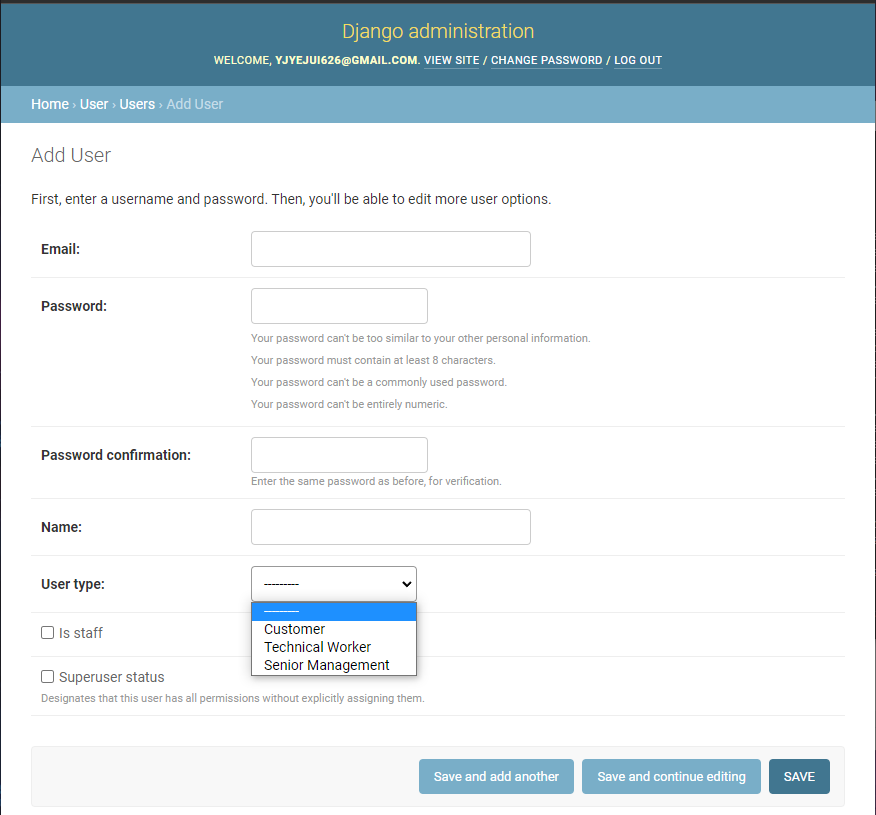 Django administration
WELCOME, YJYEJUI626@GMAIL.COM. VIEW SITE / CHANGE PASSWORD / LOG OUT
Home › User › Users › Add User
Add User
First, enter a username and password. Then, you'll be able to edit more user options.
Email:
Password:
Your password can't be too similar to your other personal information.
Your password must contain at least 8 characters.
Your password can't be a commonly used password.
Your password can't be entirely numeric.
Password confirmation:
Enter the same password as before, for verification.
Name:
User type:
---------
---------
Customer
Technical Worker
Senior Management
Is staff
Superuser status
Designates that this user has all permissions without explicitly assigning them.
Save and add another
Save and continue editing
SAVE